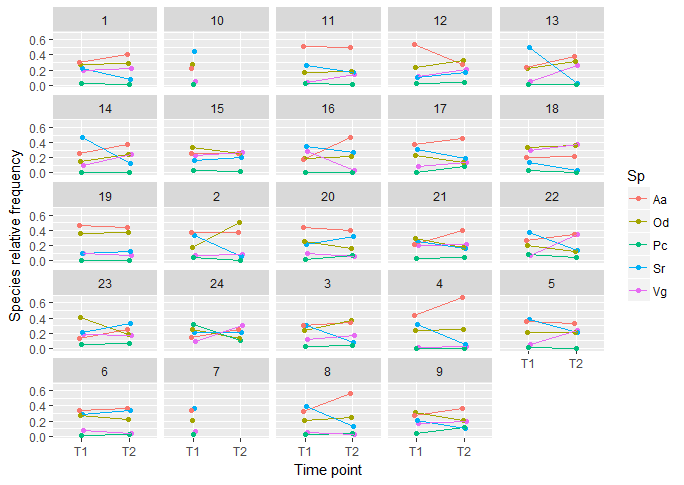 1 10 11 12 13
0.6
0.4
0.2
0.0
14 15 16 17 18
0.6
0.4
0.2
0.0
19 2 20 21 22
0.6
0.4
0.2
0.0
23 24 3 4 5
0.6
0.4
0.2
0.0
T1 T2
6 7 8 9
0.6
0.4
0.2
0.0
T1 T2 T1 T2 T1 T2 T1 T2
Time point
Species relative frequency
Sp
Aa
Od
Pc
Sr
Vg